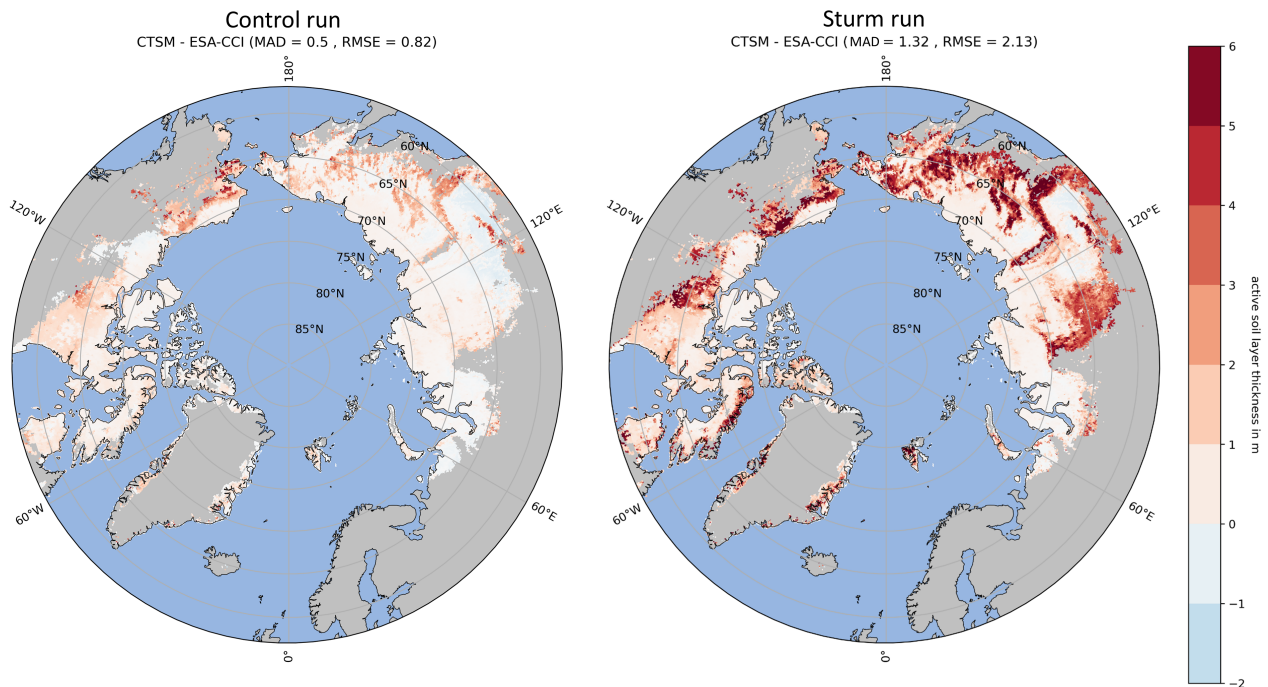 Control run
CTSM - ESA-CCI (MAD = 0.5 , RMSE = 0.82)
180°
60°N
65°N
70°N
75°N
80°N
85°N
120°W
120°E
60°W
60°E
0°
Sturm run
CTSM - ESA-CCI (MAD = 1.32 , RMSE = 2.13)
180°
60°N
65°N
70°N
75°N
80°N
85°N
120°W
120°E
60°W
60°E
0°
6
5
4
3
2
1
0
−1
−2
active soil layer thickness in m